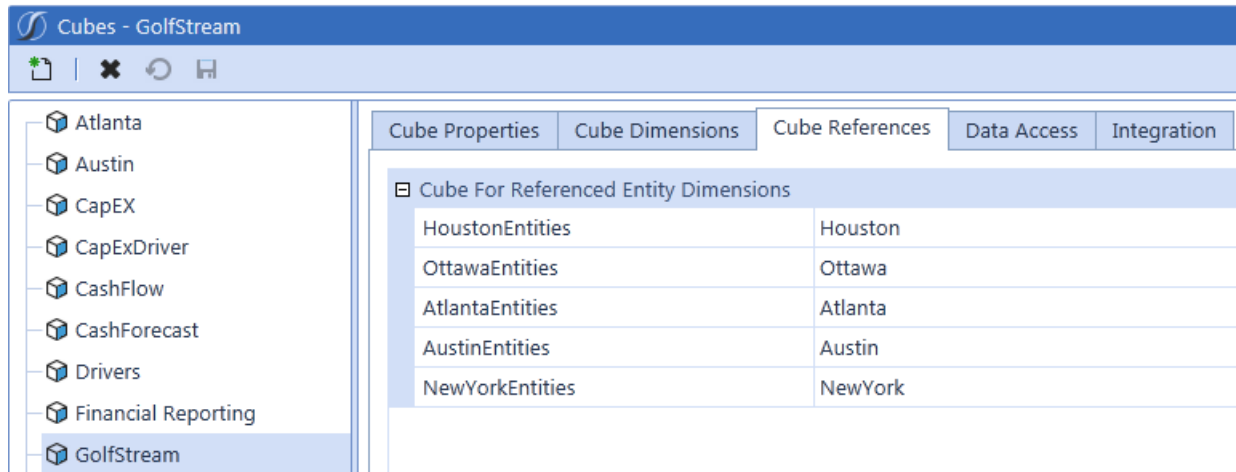 Cubes - GolfStream
Atlanta
Austin
CapEX
CapExDriver
CashFlow
CashForecast
Drivers
Financial Reporting
GolfStream
Cube Properties Cube Dimensions Cube References Data Access Integration
Cube For Referenced Entity Dimensions
HoustonEntities Houston
OttawaEntities Ottawa
AtlantaEntities Atlanta
AustinEntities Austin
NewYorkEntities NewYork